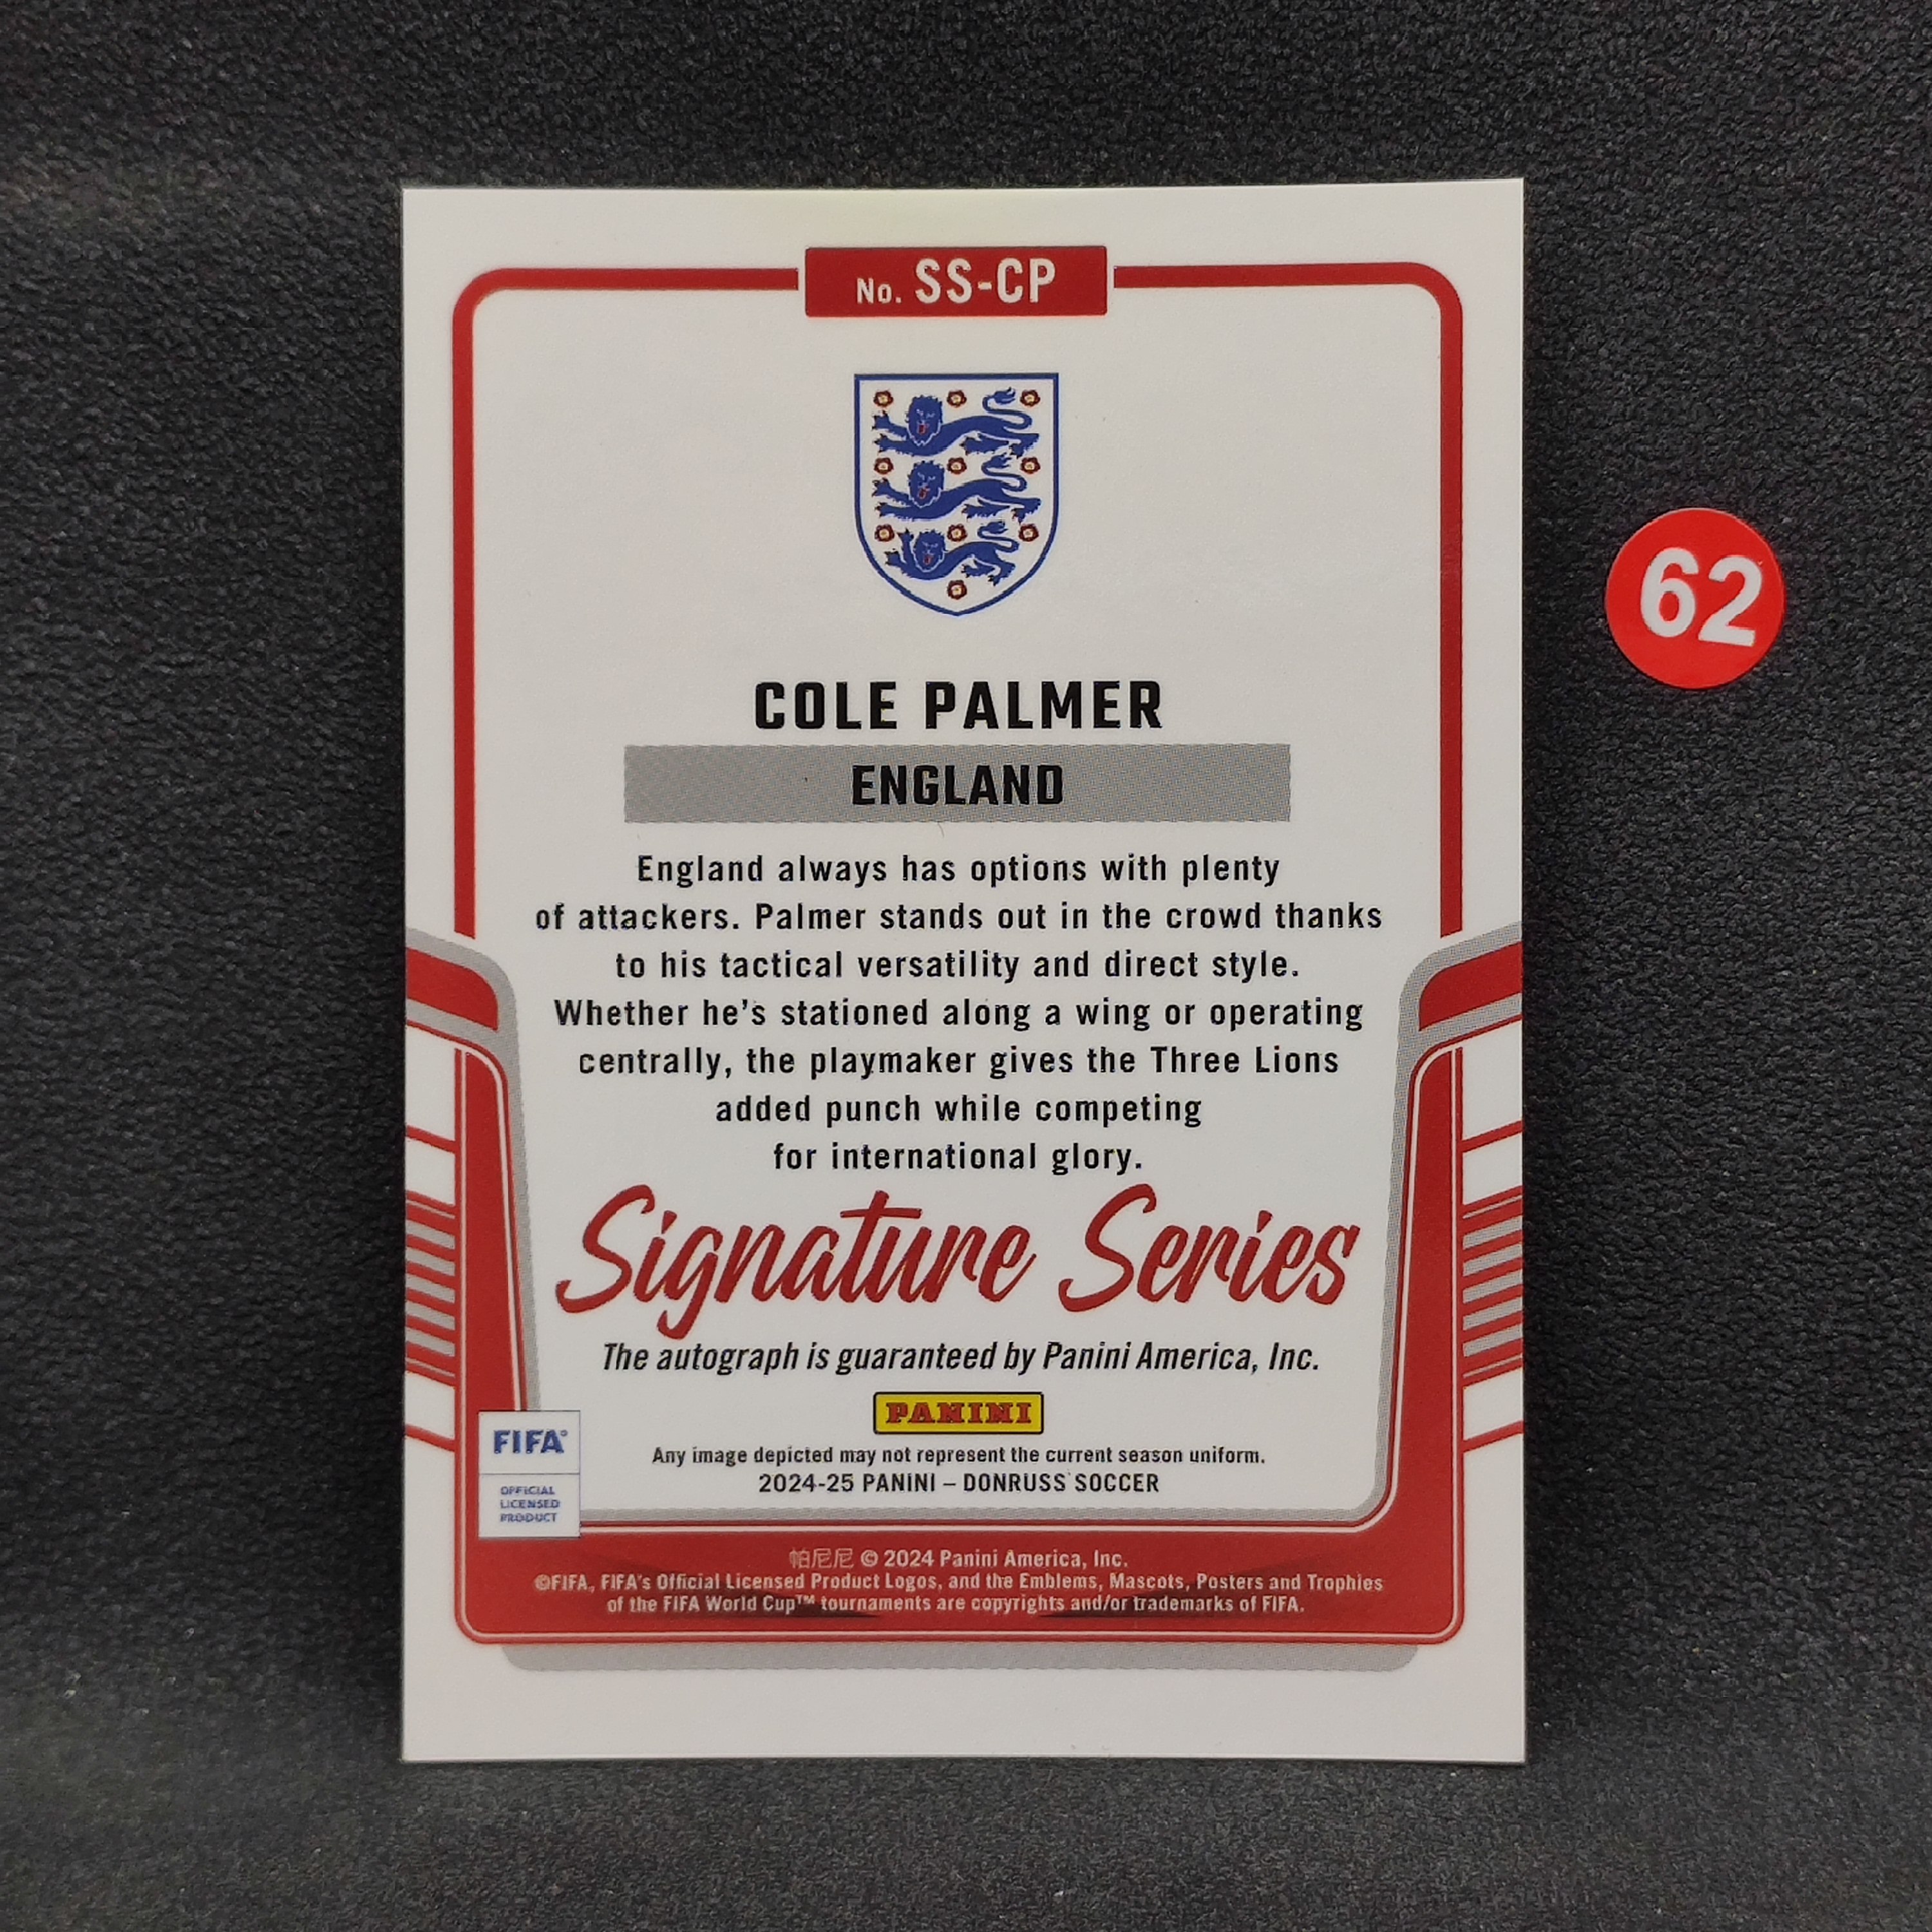 No. SS-CP
62
COLE PALMER
ENGLAND
England always has options with plenty
of attackers. Palmer stands out in the crowd thanks
to his tactical versatility and direct style.
Whether he's stationed along a wing or operating
centrally, the playmaker gives the Three Lions
added punch while competing
for international glory.
Signature Series
The autograph is guaranteed by Panini America, Inc.
PANINI
FIFA®
OFFICIAL
LICENSED
PRODUCT
Any image depicted may not represent the current season uniform.
2024-25 PANINI – DONRUSS SOCCER
帕尼尼 © 2024 Panini America, Inc.
©FIFA, FIFA's Official Licensed Product Logos, and the Emblems, Mascots, Posters and Trophies
of the FIFA World Cup™ tournaments are copyrights and/or trademarks of FIFA.